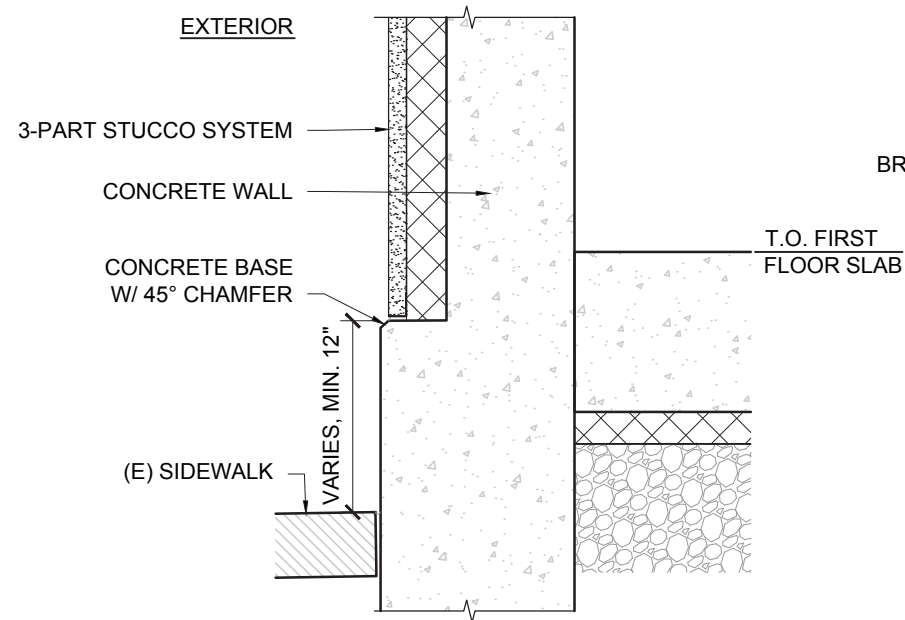 EXTERIOR
3-PART STUCCO SYSTEM
CONCRETE WALL
BR
T.O. FIRST
FLOOR SLAB
CONCRETE BASE
W/ 45° CHAMFER
VARIES, MIN. 12"
(E) SIDEWALK